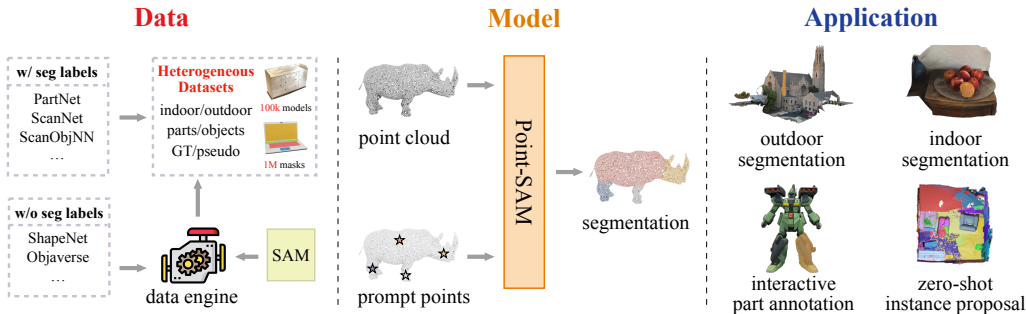 Data
w/ seg labels
PartNet
ScanNet
ScanObjNN
...
w/o seg labels
ShapeNet
Objaverse
...
Heterogeneous
Datasets
indoor/outdoor
parts/objects
GT/pseudo
100k models
1M masks
data engine
SAM
Model
point cloud
prompt points
Point-SAM
segmentation
Application
outdoor
segmentation
indoor
segmentation
interactive
part annotation
zero-shot
instance proposal